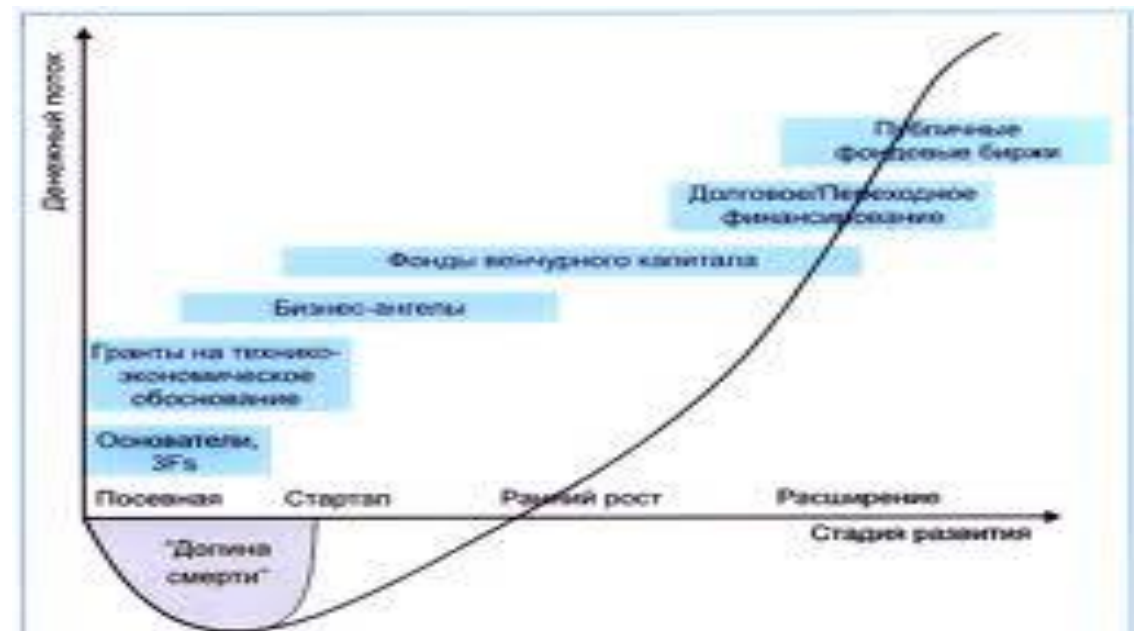 Денежный поток
Публичные
фондовые биржи
Долговое/Переходное
финансирование
Фонды венчурного капитала
Бизнес-ангелы
Гранты на технико-
экономическое
обоснование
Основатели,
3Fs
Посевная
Стартап
Ранний рост
Расширение
Стадия развития
"Долина
смерти"